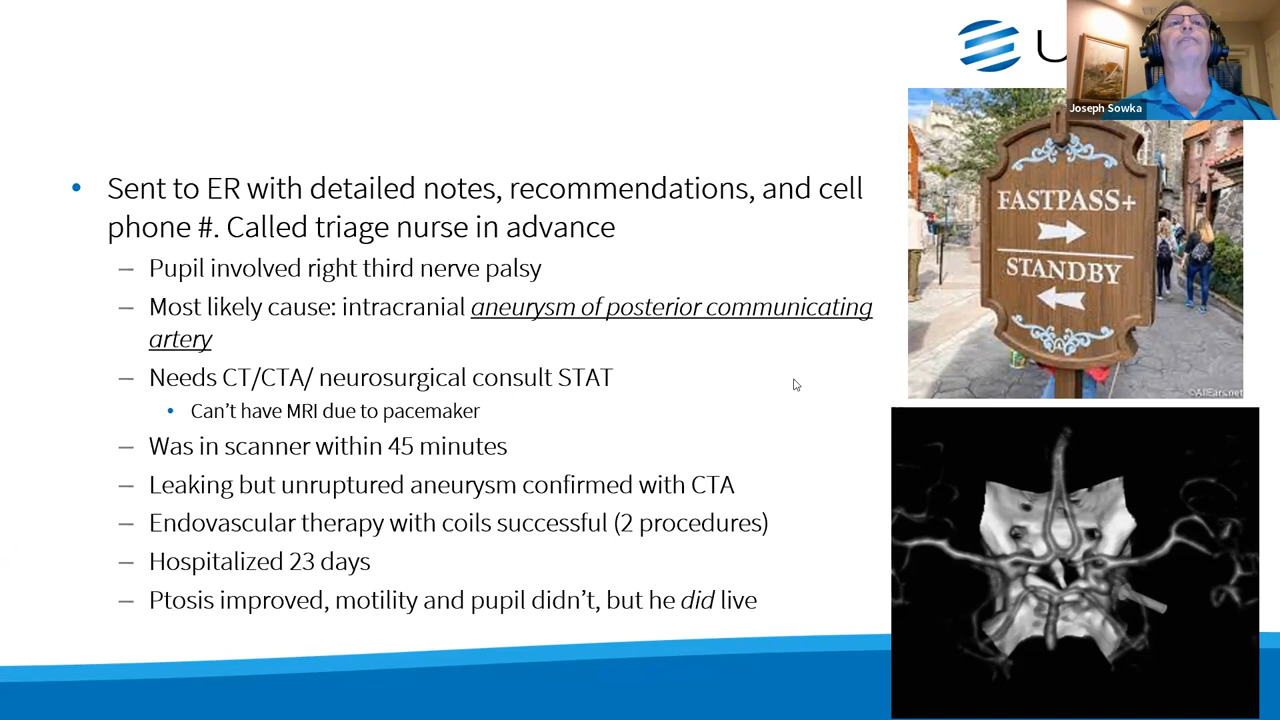 U
Joseph Sowka
• Sent to ER with detailed notes, recommendations, and cell
phone #. Called triage nurse in advance
– Pupil involved right third nerve palsy
– Most likely cause: intracranial aneurysm of posterior communicating
artery
– Needs CT/CTA/ neurosurgical consult STAT
• Can’t have MRI due to pacemaker
– Was in scanner within 45 minutes
– Leaking but unruptured aneurysm confirmed with CTA
– Endovascular therapy with coils successful (2 procedures)
– Hospitalized 23 days
– Ptosis improved, motility and pupil didn’t, but he did live
FASTPASS+
STANDBY
©AllEars.net